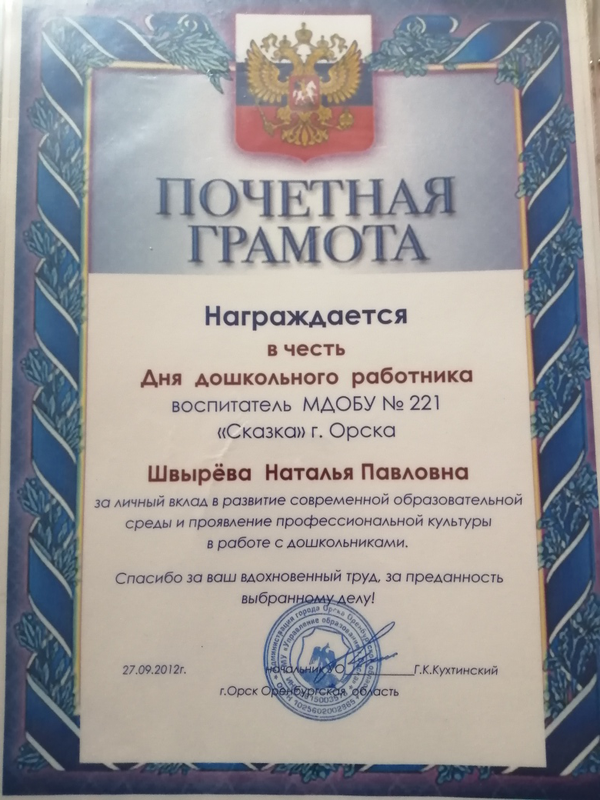 ПОЧЕТНАЯ
ГРАМОТА
Награждается
в честь
Дня дошкольного работника
воспитатель МДОБУ № 221
«Сказка» г. Орска
Швырёва Наталья Павловна
за личный вклад в развитие современной образовательной
среды и проявление профессиональной культуры
в работе с дошкольниками.
Спасибо за ваш вдохновенный труд, за преданность
выбранному делу!
27.09.2012г. начальник УО Г.К.Кухтинский
г.Орск Оренбургская область